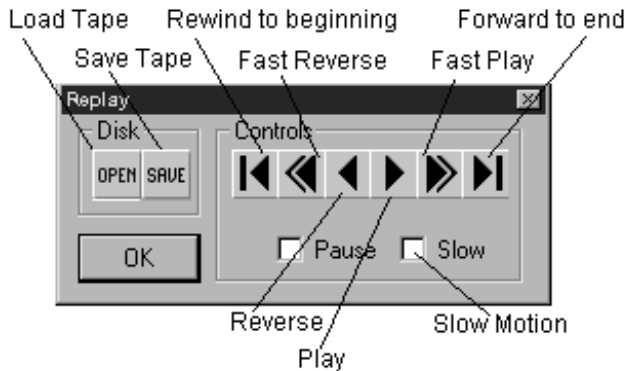 Load Tape
Rewind to beginning
Forward to end
Save Tape
Fast Reverse
Fast Play
Replay
Disk
Controls
OPEN SAVE
OK
Pause
Slow
Reverse
Slow Motion
Play